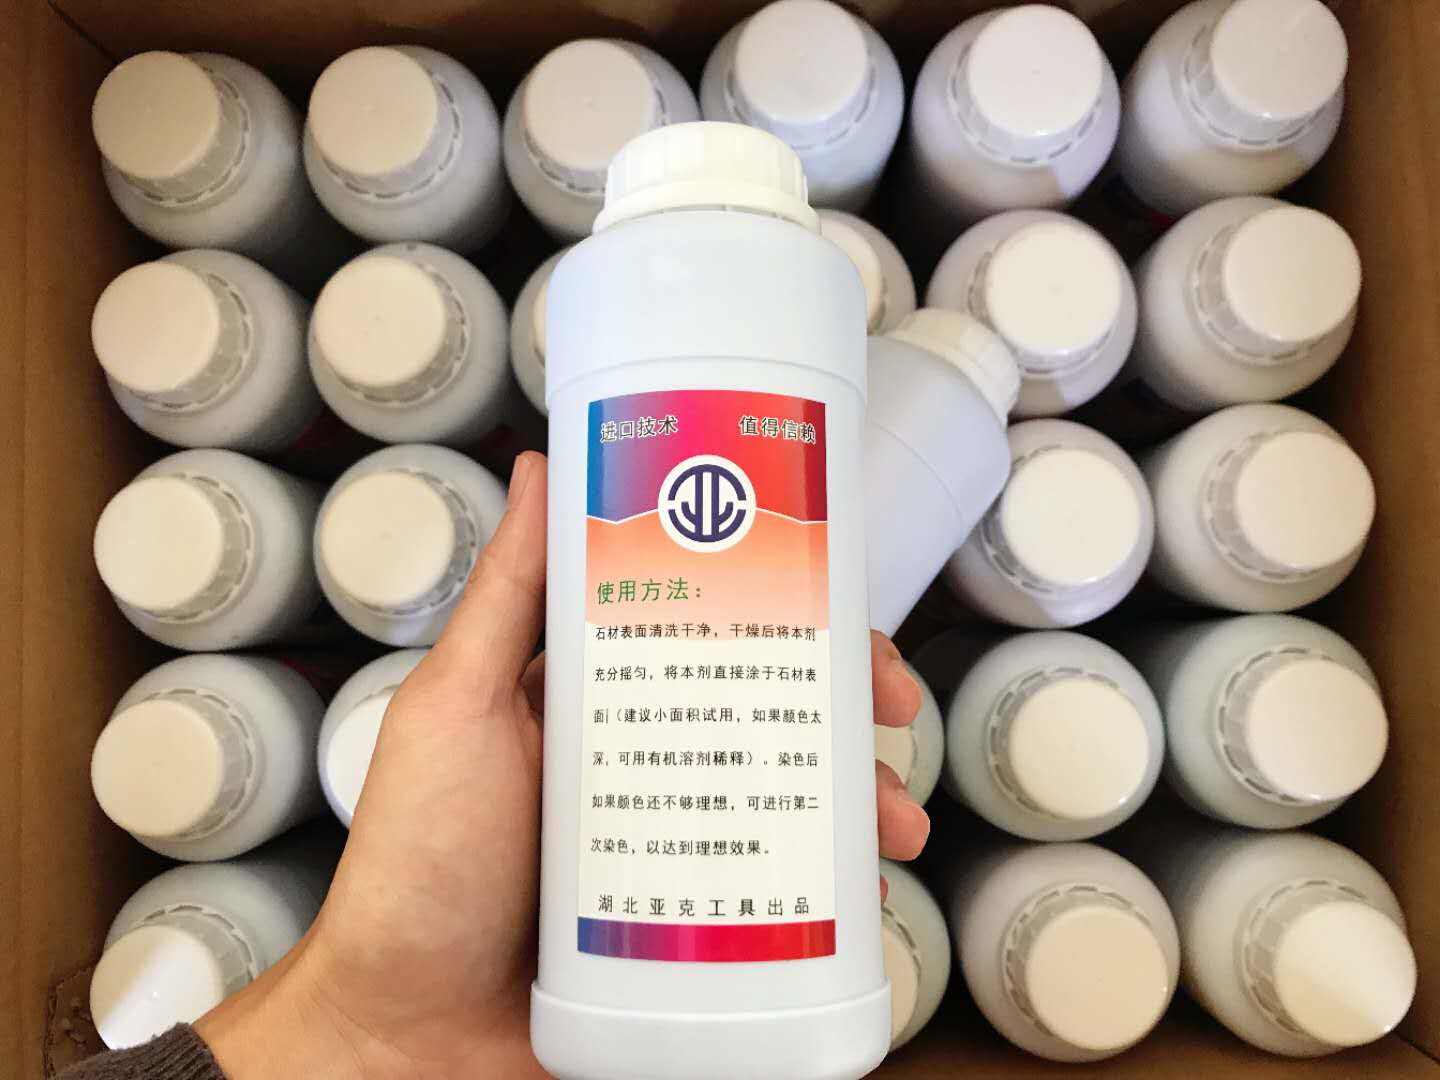 进口技术 值得信赖
使用方法：
石材表面清洗干净，干燥后将本剂
充分摇匀，将本剂直接涂于石材表
面|（建议小面积试用，如果颜色太
深，可用有机溶剂稀释）。染色后
如果颜色还不够理想，可进行第二
次染色，以达到理想效果。
湖北亚克工具出品